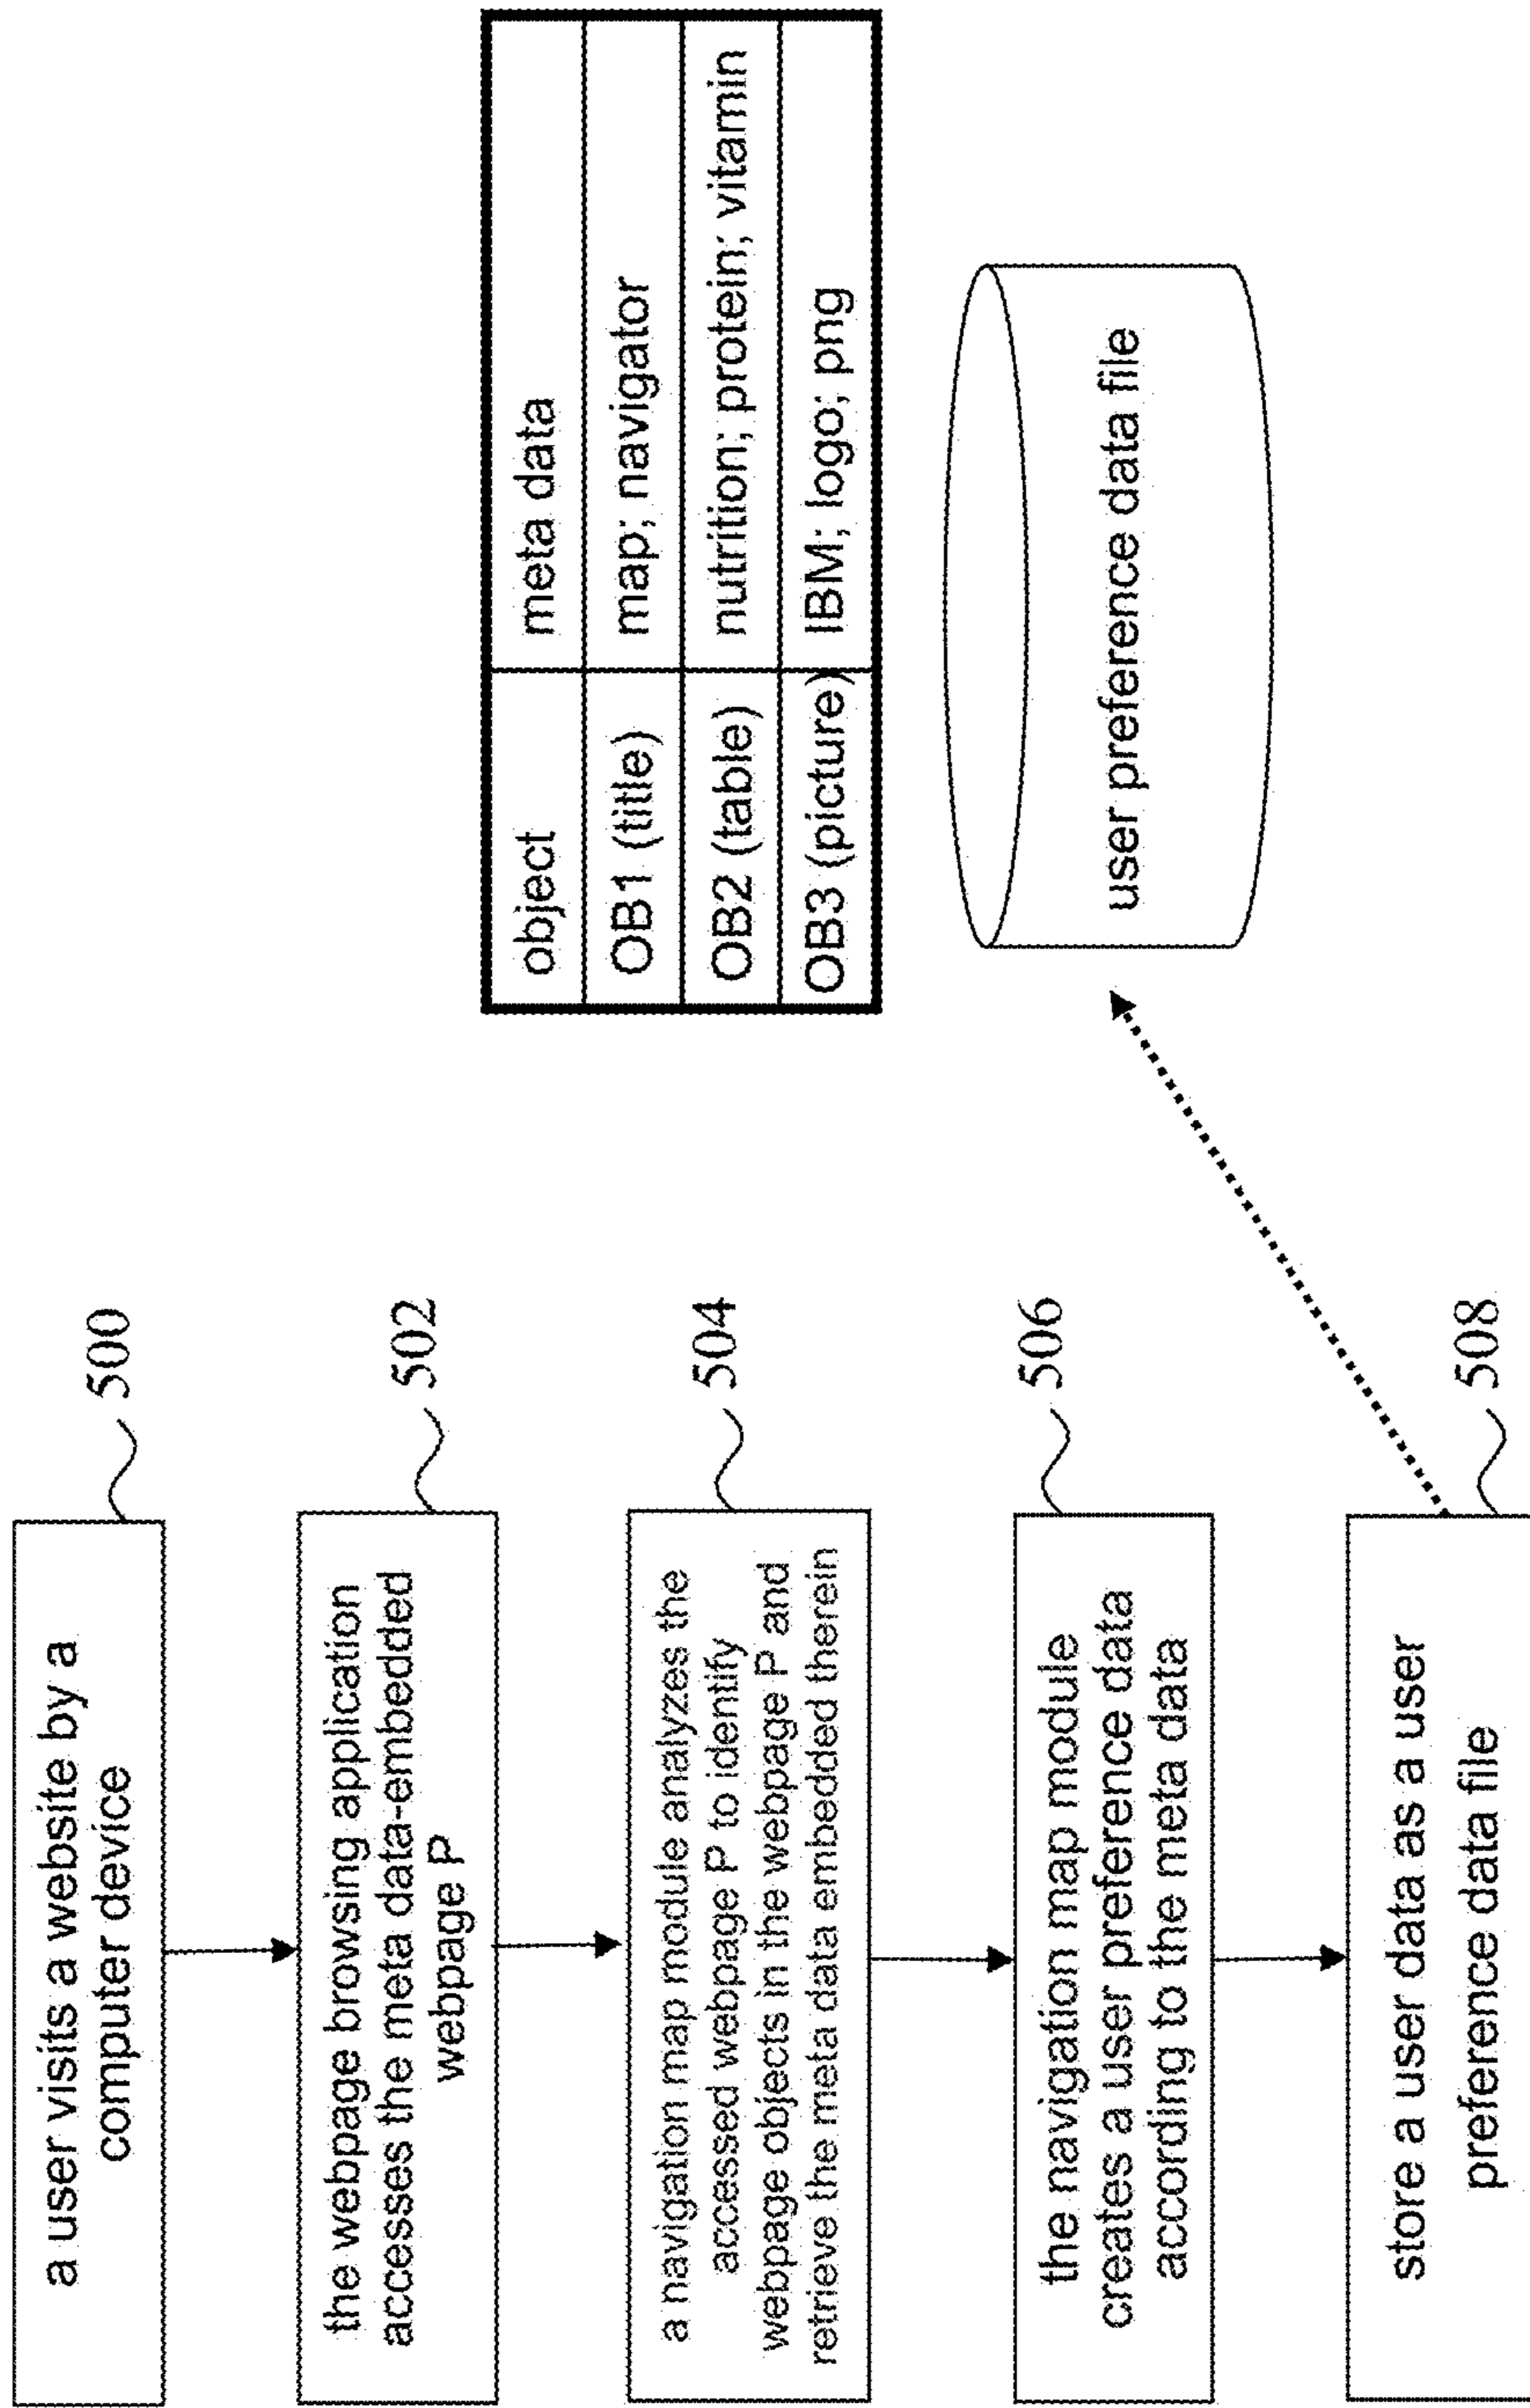 a user visits a website by a
computer device
500
the webpage browsing application
accesses the meta data-embedded
webpage P
502
a navigation map module analyzes the
accessed webpage P to identify
webpage objects in the webpage P and
retrieve the meta data embedded therein
504
the navigation map module
creates a user preference data
according to the meta data
506
store a user data as a user
preference data file
508
object meta data
OB1 (title) map; navigator
OB2 (table) nutrition; protein; vitamin
OB3 (picture) IBM; logo; png
user preference data file